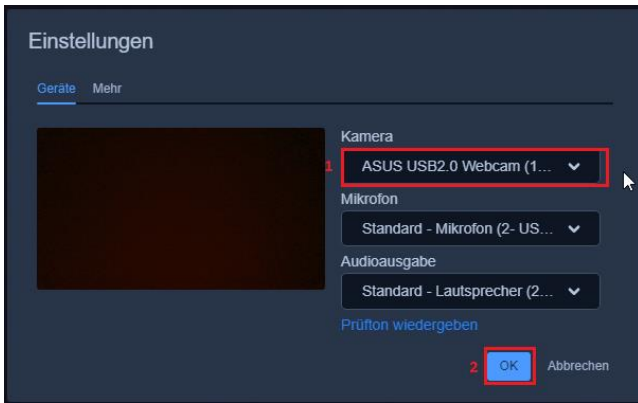 Einstellungen
Geräte Mehr
Kamera
1 ASUS USB2.0 Webcam (1...
Mikrofon
Standard - Mikrofon (2- US...
Audioausgabe
Standard - Lautsprecher (2...
Prüfton wiedergeben
2 OK Abbrechen